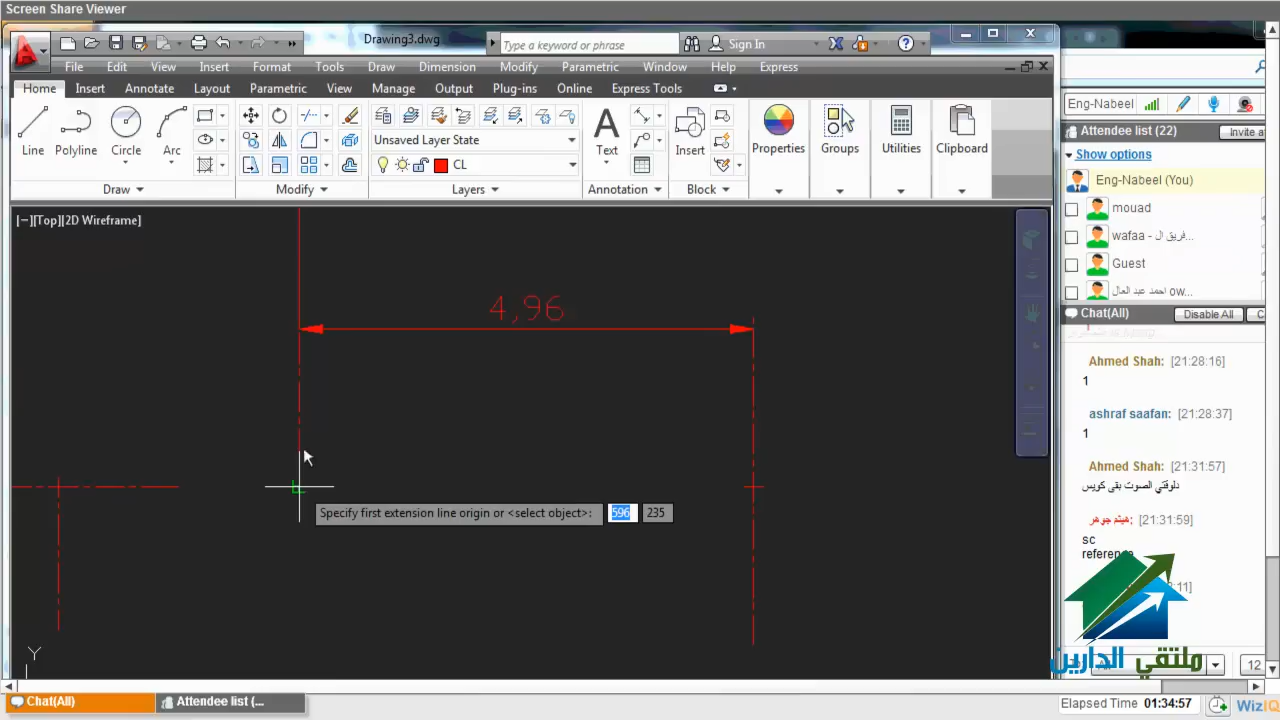 Screen Share Viewer
Drawing3.dwg
Type a keyword or phrase
Sign In
File Edit View Insert Format Tools Draw Dimension Modify Parametric Window Help Express
Home Insert Annotate Layout Parametric View Manage Output Plug-ins Online Express Tools
Unsaved Layer State
CL
Line Polyline Circle Arc
Text
Insert
Properties Groups Utilities Clipboard
Draw Modify Layers Annotation Block
[−][Top][2D Wireframe]
4,96
Specify first extension line origin or <select object>: 596 235
Y
Eng-Nabeel
Attendee list (22)
Invite a
Show options
Eng-Nabeel (You)
mouad
wafaa - فريق ال...
Guest
احمد عبد العال ow...
Chat(All)
Disable All
Ahmed Shah: [21:28:16]
1
ashraf saafan: [21:28:37]
1
Ahmed Shah: [21:31:57]
دلوقتي الصوت بقى كويس
هيثم جوهر: [21:31:59]
sc
reference
ملتقي الدارين
12
Chat(All)
Attendee list (...
Elapsed Time 01:34:57
WizIQ